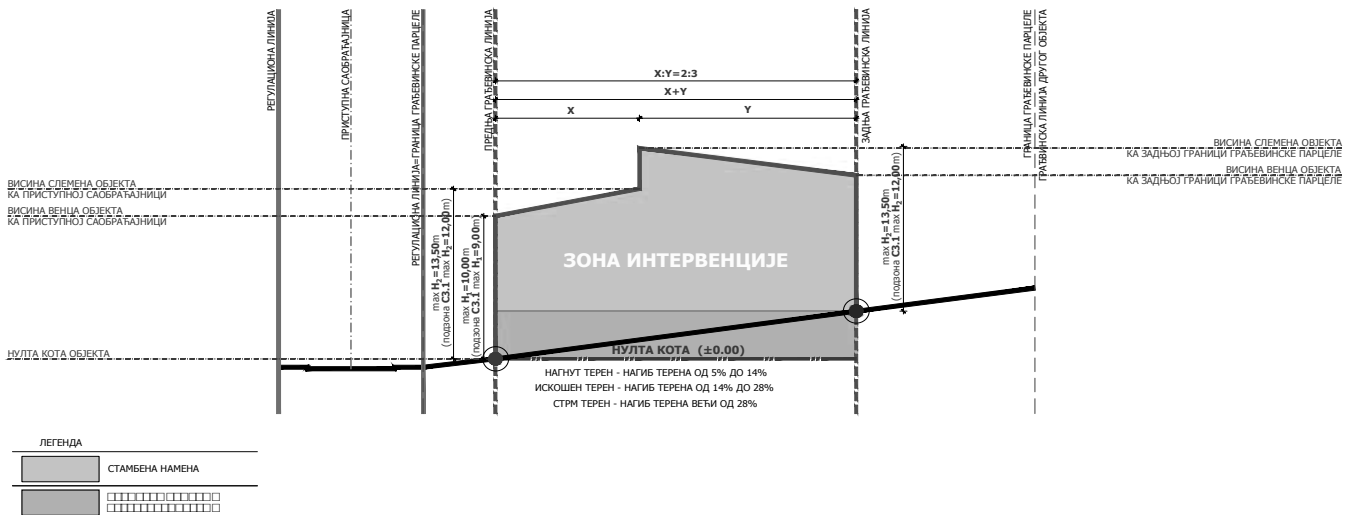 РЕГУЛАЦИОНА ЛИНИЈА
ПРИСТУПНА САОБРАЋАЈНИЦА
РЕГУЛАЦИОНА ЛИНИЈА=ГРАНИЦА ГРАЂЕВИНСКЕ ПАРЦЕЛЕ
ПРЕДЊА ГРАЂЕВИНСКА ЛИНИЈА
X:Y=2:3
X+Y
X
Y
ЗАДЊА ГРАЂЕВИНСКА ЛИНИЈА
ГРАНИЦА ГРАЂЕВИНСКЕ ПАРЦЕЛЕ
ГРАЂЕВИНСКА ЛИНИЈА ДРУГОГ ОБЈЕКТА
ВИСИНА СЛЕМЕНА ОБЈЕКТА
КА ЗАДЊОЈ ГРАНИЦИ ГРАЂЕВИНСКЕ ПАРЦЕЛЕ
ВИСИНА ВЕНЦА ОБЈЕКТА
КА ЗАДЊОЈ ГРАНИЦИ ГРАЂЕВИНСКЕ ПАРЦЕЛЕ
ВИСИНА СЛЕМЕНА ОБЈЕКТА
КА ПРИСТУПНОЈ САОБРАЋАЈНИЦИ
ВИСИНА ВЕНЦА ОБЈЕКТА
КА ПРИСТУПНОЈ САОБРАЋАЈНИЦИ
max H₂=13,50m
(подзона С3.1 max H₂=12,00m)
max H₁=10,00m
(подзона С3.1 max H₁=9,00m)
ЗОНА ИНТЕРВЕНЦИЈЕ
max H₂=13,50m
(подзона С3.1 max H₂=12,00m)
НУЛТА КОТА ОБЈЕКТА
НУЛТА КОТА (±0.00)
НАГНУТ ТЕРЕН - НАГИБ ТЕРЕНА ОД 5% ДО 14%
ИСКОШЕН ТЕРЕН - НАГИБ ТЕРЕНА ОД 14% ДО 28%
СТРМ ТЕРЕН - НАГИБ ТЕРЕНА ВЕЋИ ОД 28%
ЛЕГЕНДА
СТАМБЕНА НАМЕНА